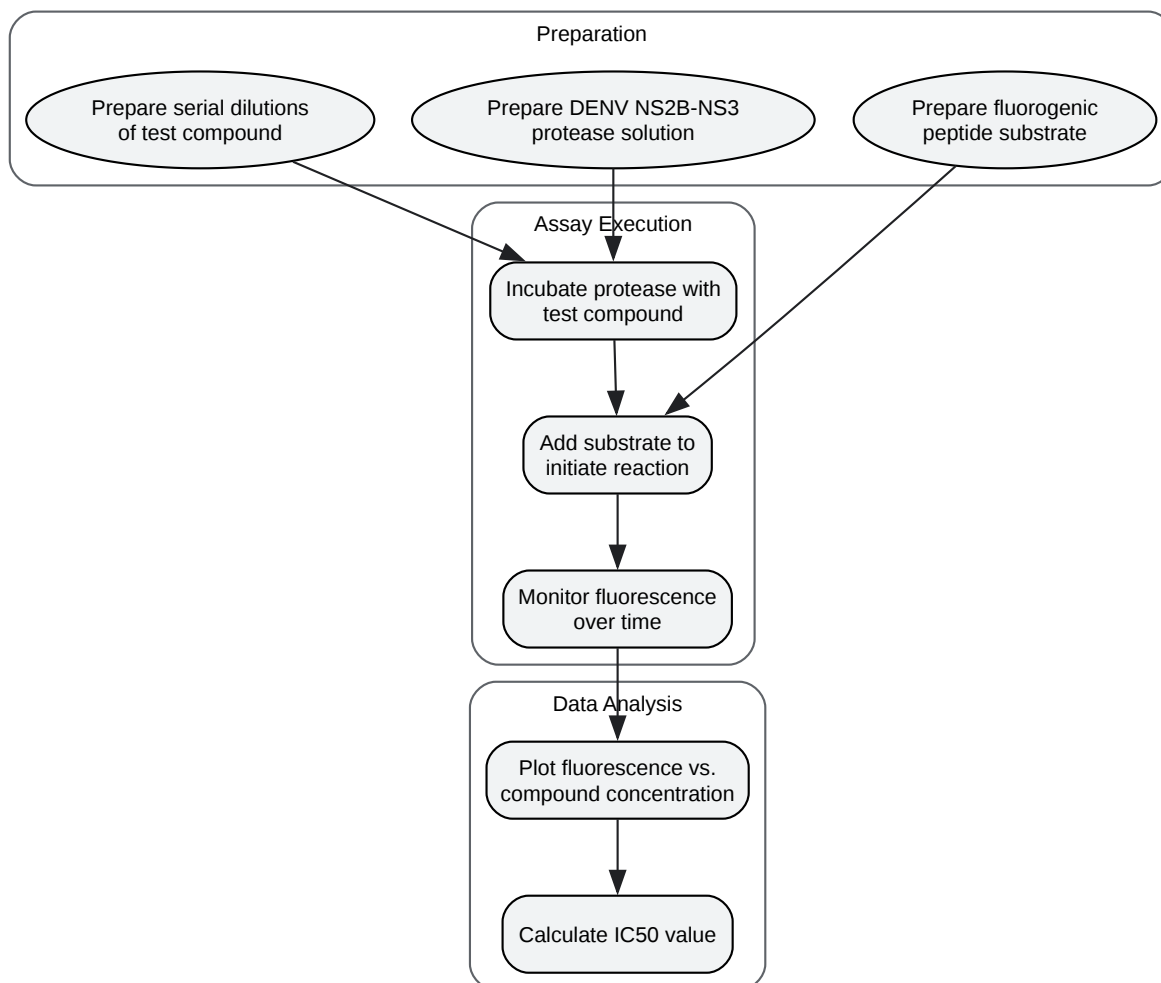 Preparation
Prepare serial dilutions
of test compound
Prepare DENV NS2B-NS3
protease solution
Prepare fluorogenic
peptide substrate
Assay Execution
Incubate protease with
test compound
Add substrate to
initiate reaction
Monitor fluorescence
over time
Data Analysis
Plot fluorescence vs.
compound concentration
Calculate IC50 value